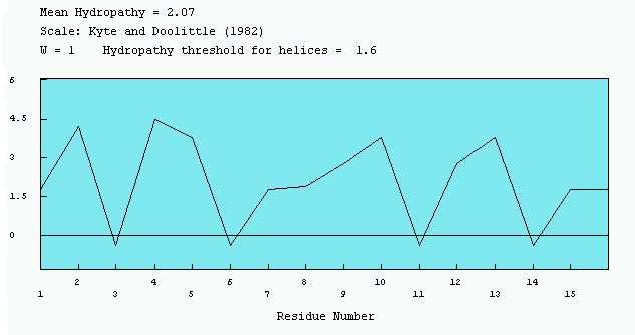 Mean Hydropathy = 2.07
Scale: Kyte and Doolittle (1982)
W = 1 Hydropathy threshold for helices = 1.6
6
4.5
3
1.5
0
2 4 6 8 10 12 14
1 3 5 7 9 11 13 15
Residue Number